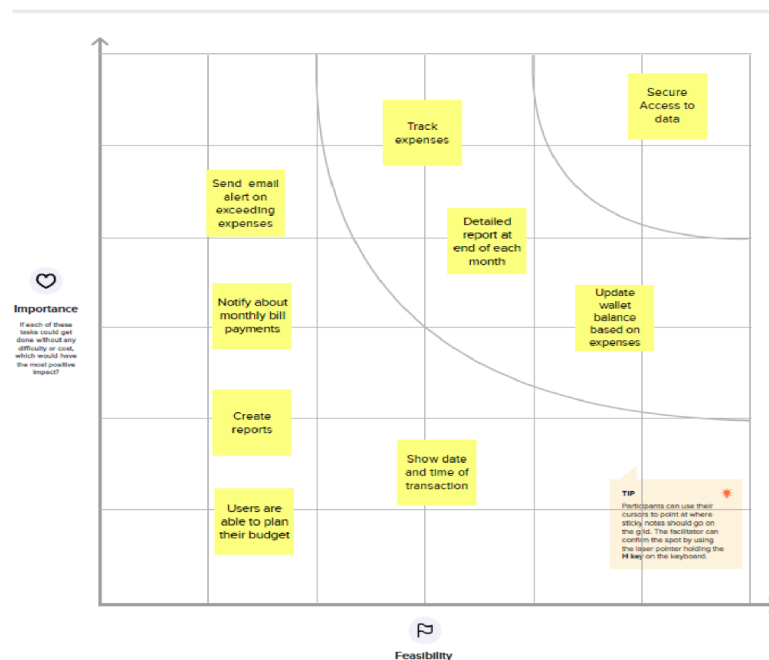 Secure
Access to
data
Track
expenses
Send email
alert on
exceeding
expenses
Detailed
report at
end of each
month
Importance
If each of these
tasks could get
done without any
difficulty or cost,
which would have
the most positive
impact?
Notify about
monthly bill
payments
Update
wallet
balance
based on
expenses
Create
reports
Show date
and time of
transaction
Users are
able to plan
their budget
TIP
Participants can use their
cursors to point at where
sticky notes should go on
the grid. The facilitator can
confirm the spot by using
the laser pointer holding the
H key on the keyboard.
Feasibility